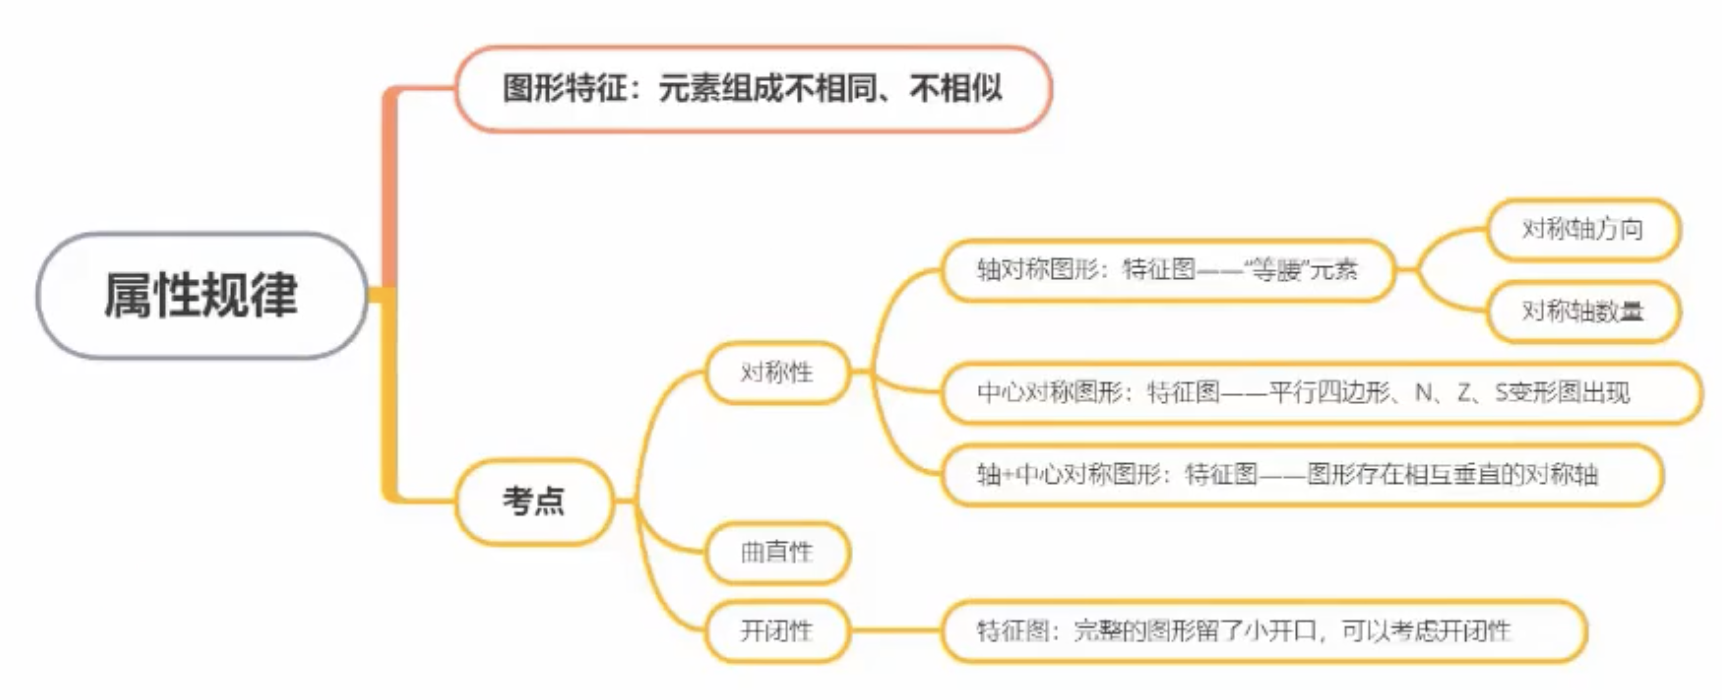 图形特征：元素组成不相同、不相似
属性规律
对称轴方向
轴对称图形：特征图——“等腰”元素
对称轴数量
对称性
中心对称图形：特征图——平行四边形、N、Z、S变形图出现
轴+中心对称图形：特征图——图形存在相互垂直的对称轴
考点
曲直性
开闭性
特征图：完整的图形留了小开口，可以考虑开闭性